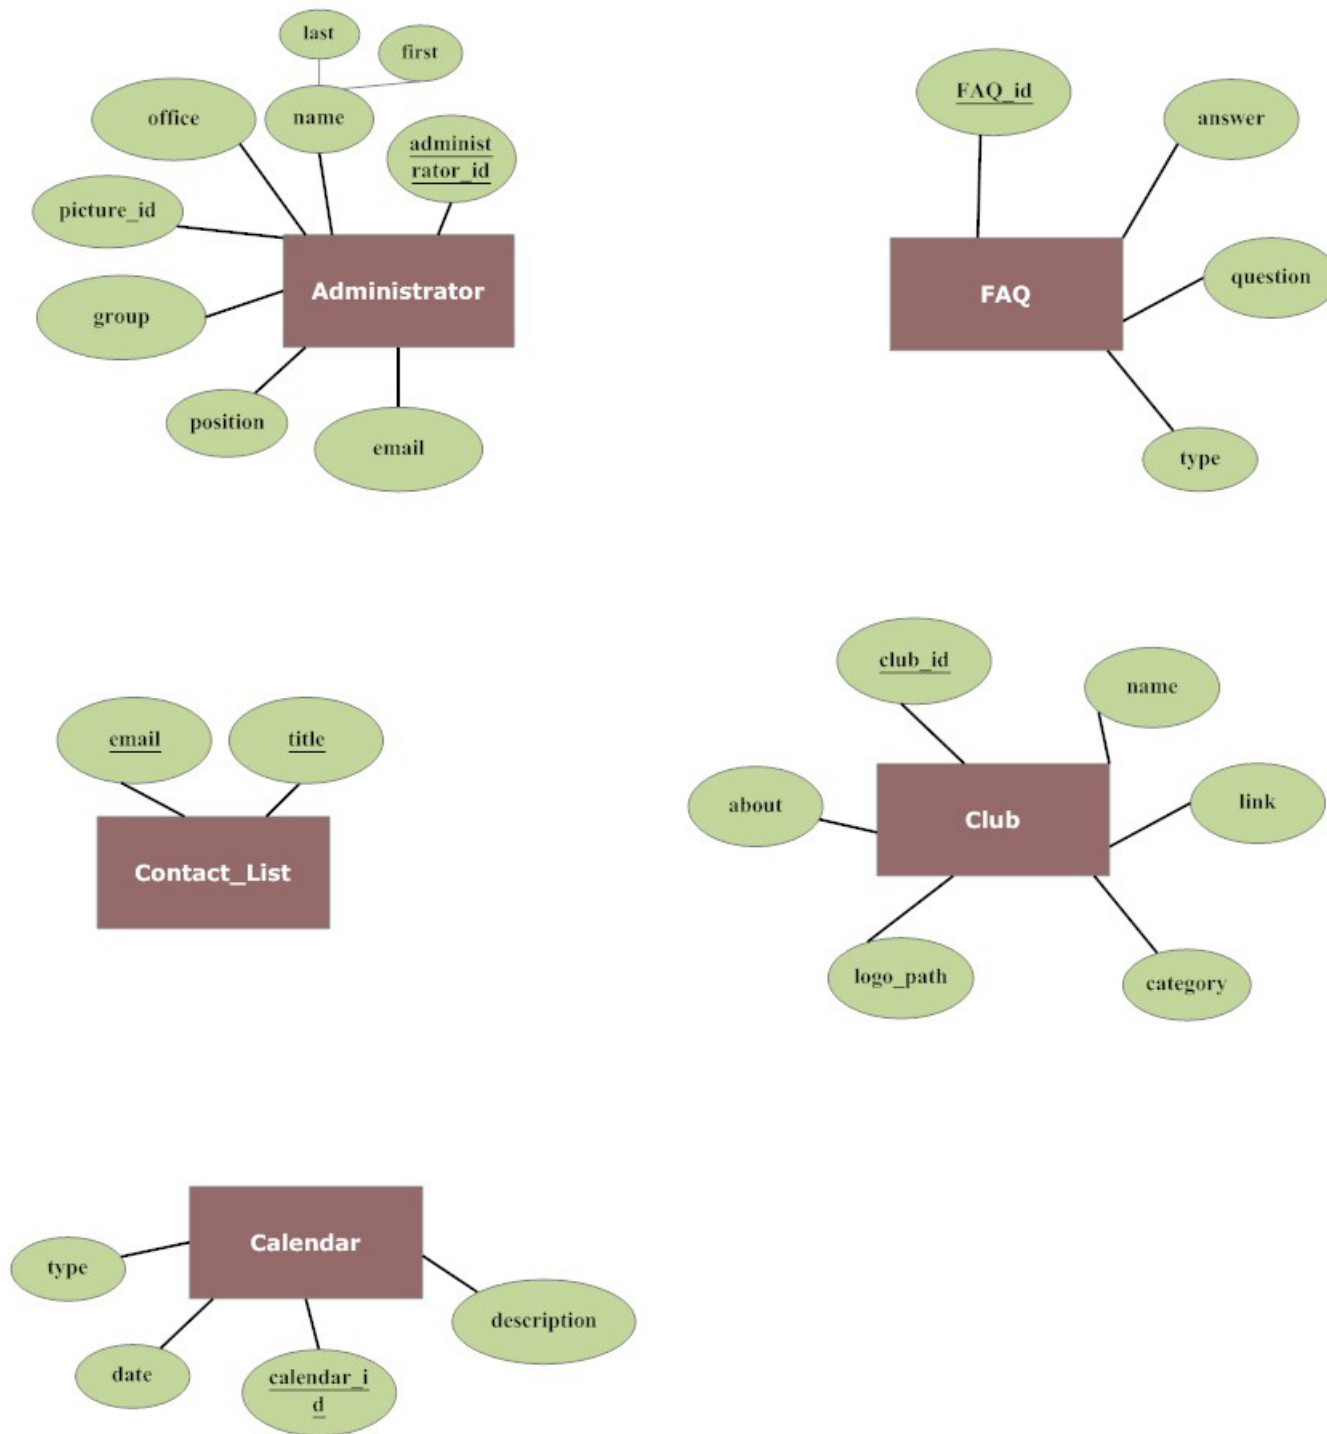 last
first
office
name
administ
rator_id
picture_id
Administrator
group
position
email
FAQ_id
answer
FAQ
question
type
email
title
Contact_List
club_id
name
about
Club
link
logo_path
category
Calendar
type
description
date
calendar_i
d